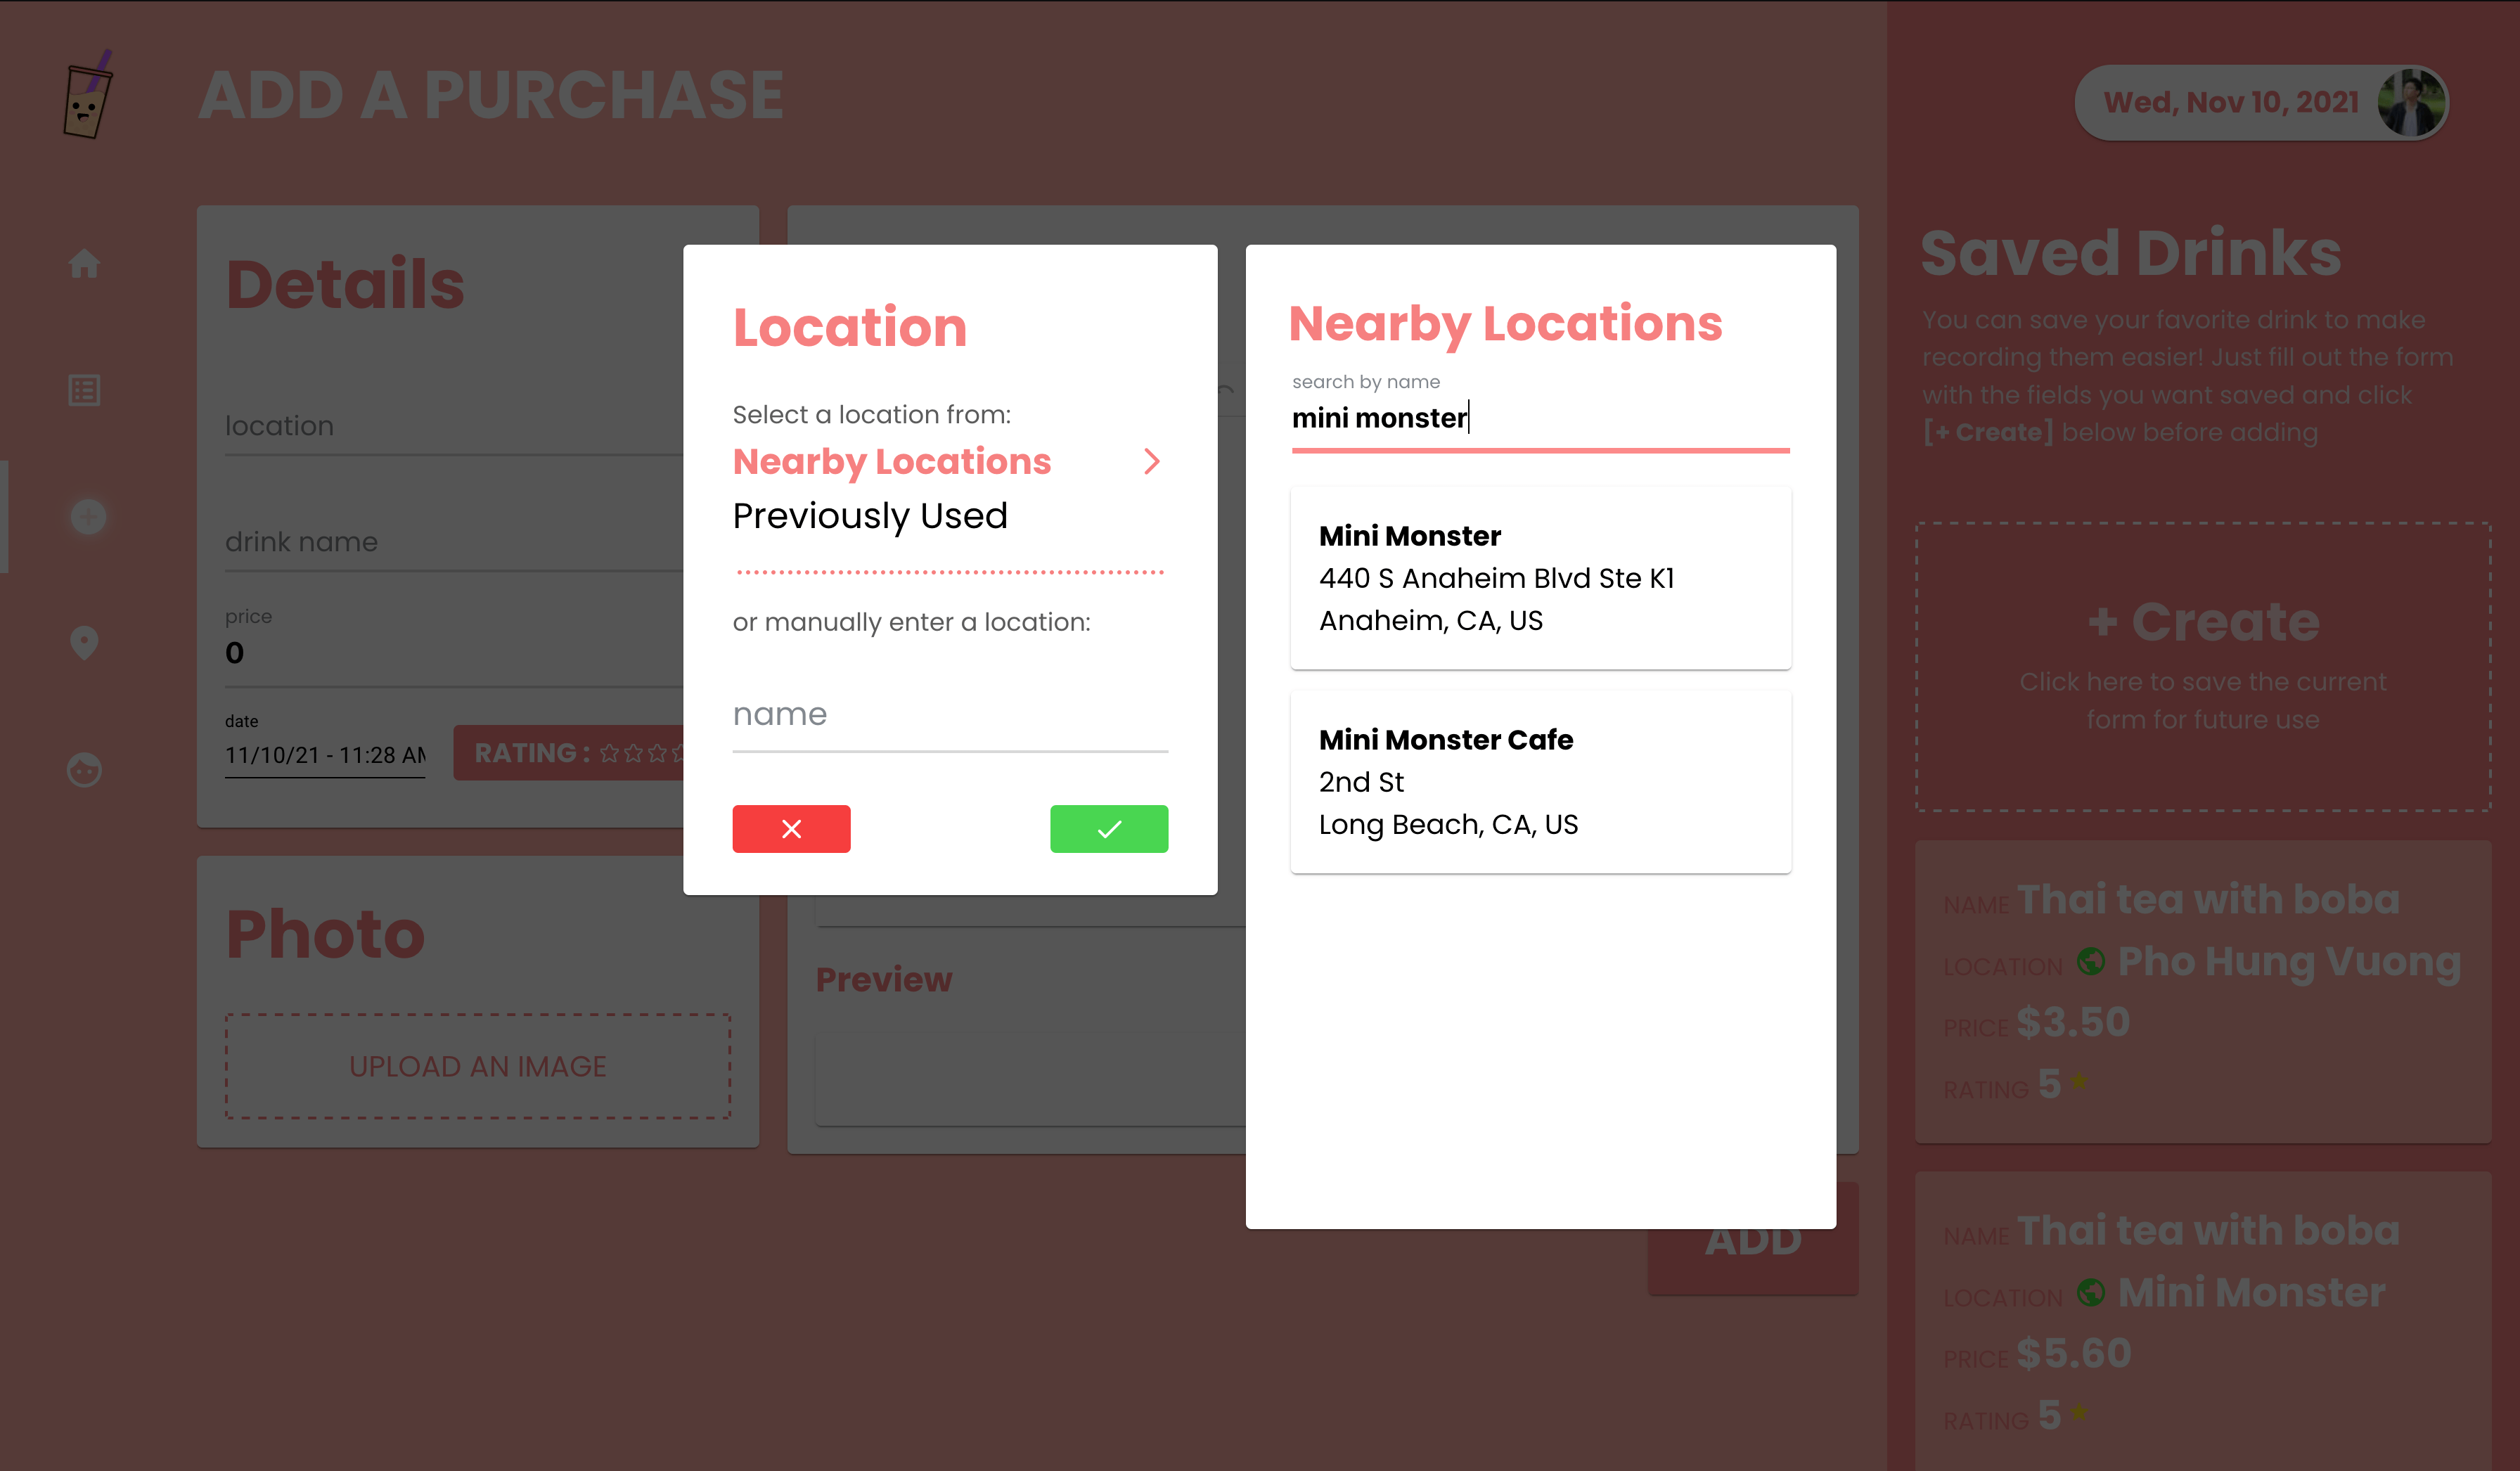 ADD A PURCHASE
Wed, Nov 10, 2021
Details
location
drink name
price
0
date
11/10/21 - 11:28 AM
RATING :
Photo
UPLOAD AN IMAGE
Location
Select a location from:
Nearby Locations
Previously Used
or manually enter a location:
name
Preview
Nearby Locations
search by name
mini monster
Mini Monster
440 S Anaheim Blvd Ste K1
Anaheim, CA, US
Mini Monster Cafe
2nd St
Long Beach, CA, US
ADD
Saved Drinks
You can save your favorite drink to make
recording them easier! Just fill out the form
with the fields you want saved and click
[+ Create] below before adding
+ Create
Click here to save the current
form for future use
NAME Thai tea with boba
LOCATION Pho Hung Vuong
PRICE $3.50
RATING 5
NAME Thai tea with boba
LOCATION Mini Monster
PRICE $5.60
RATING 5